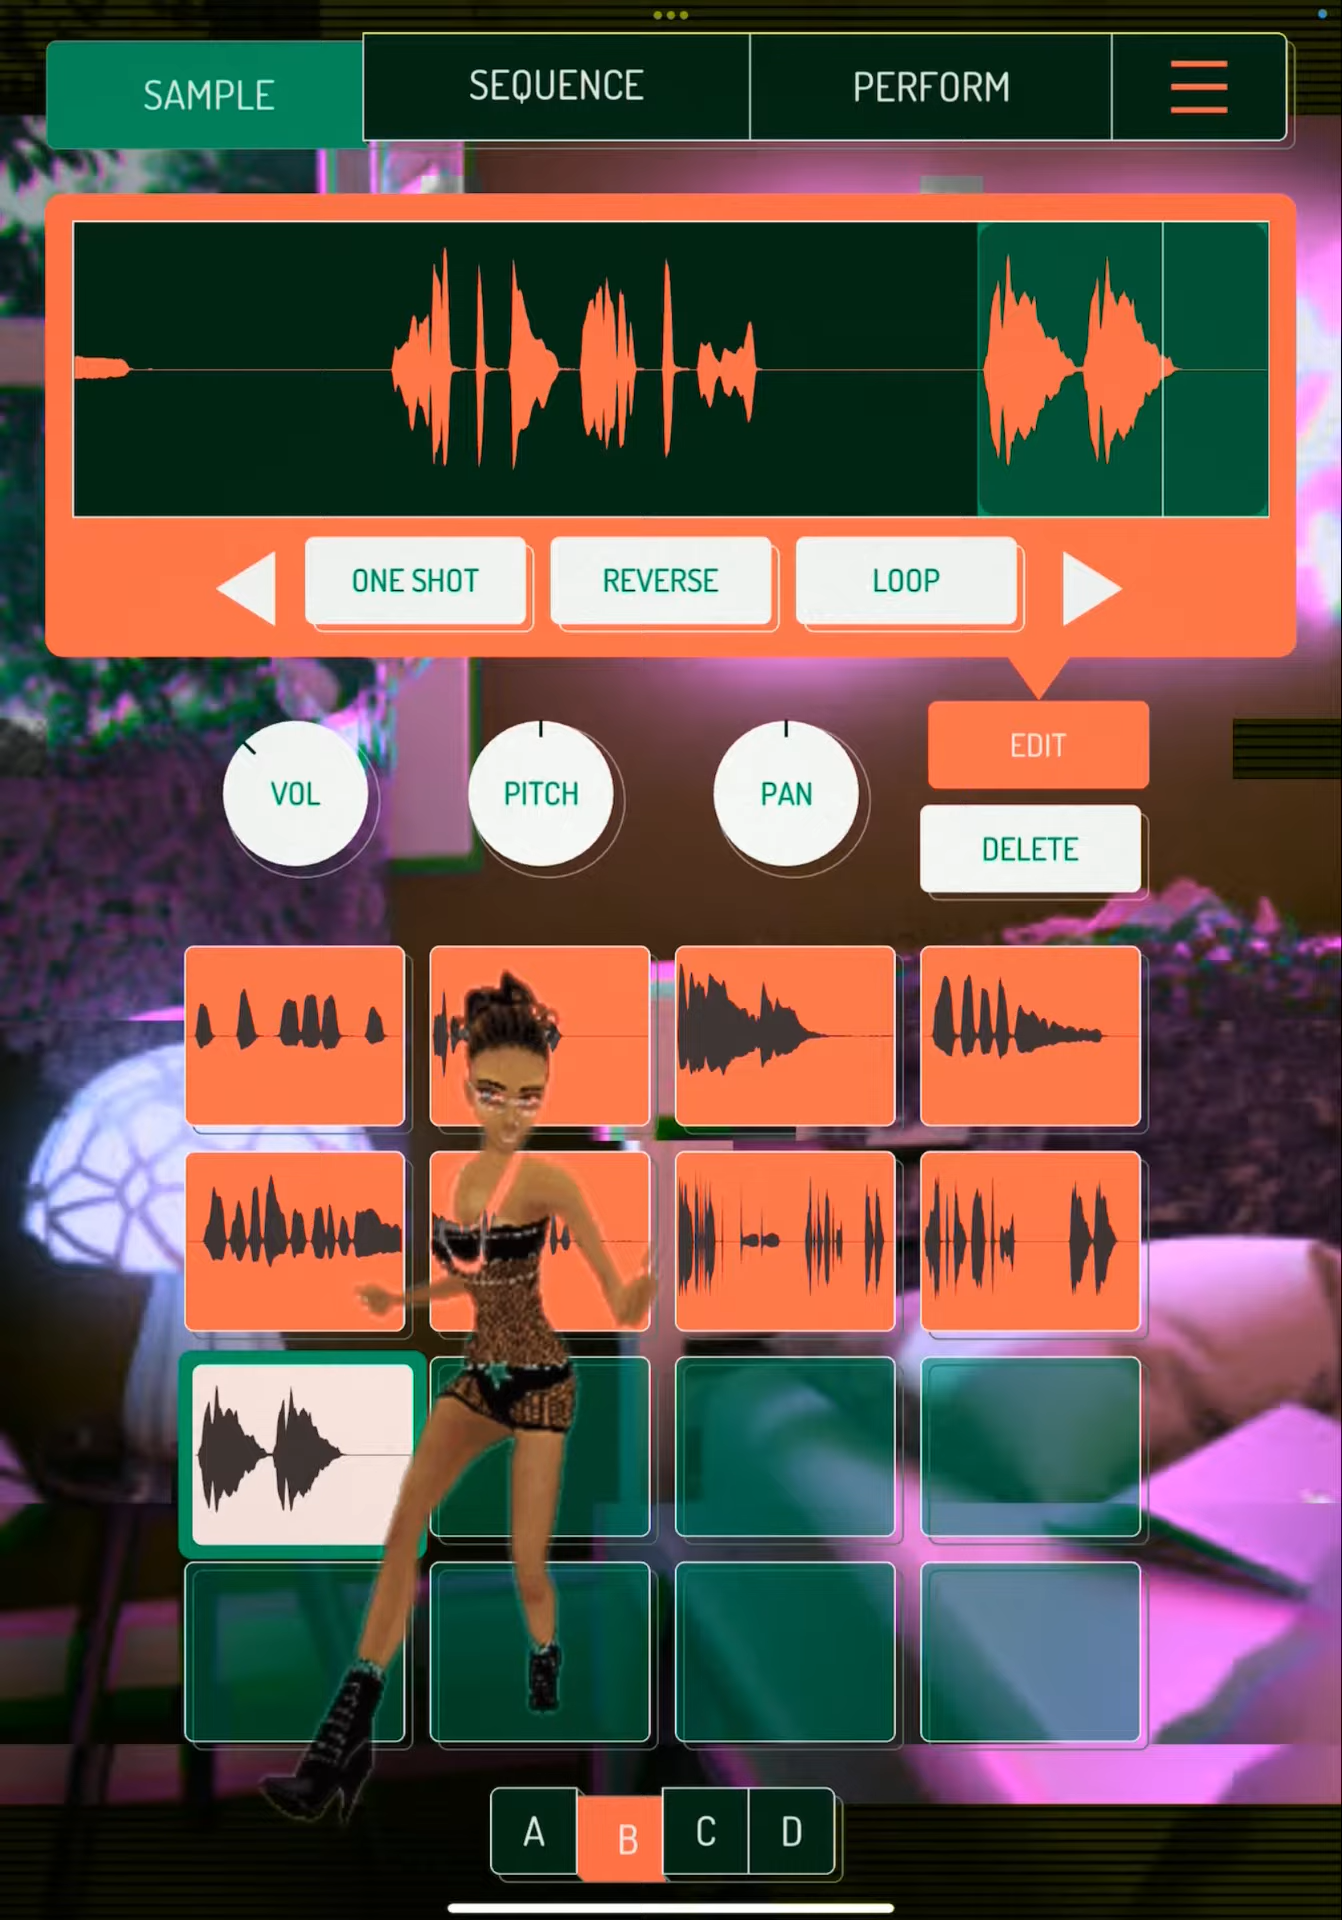 SAMPLE
SEQUENCE
PERFORM
ONE SHOT
REVERSE
LOOP
VOL
PITCH
PAN
EDIT
DELETE
A
B
C
D